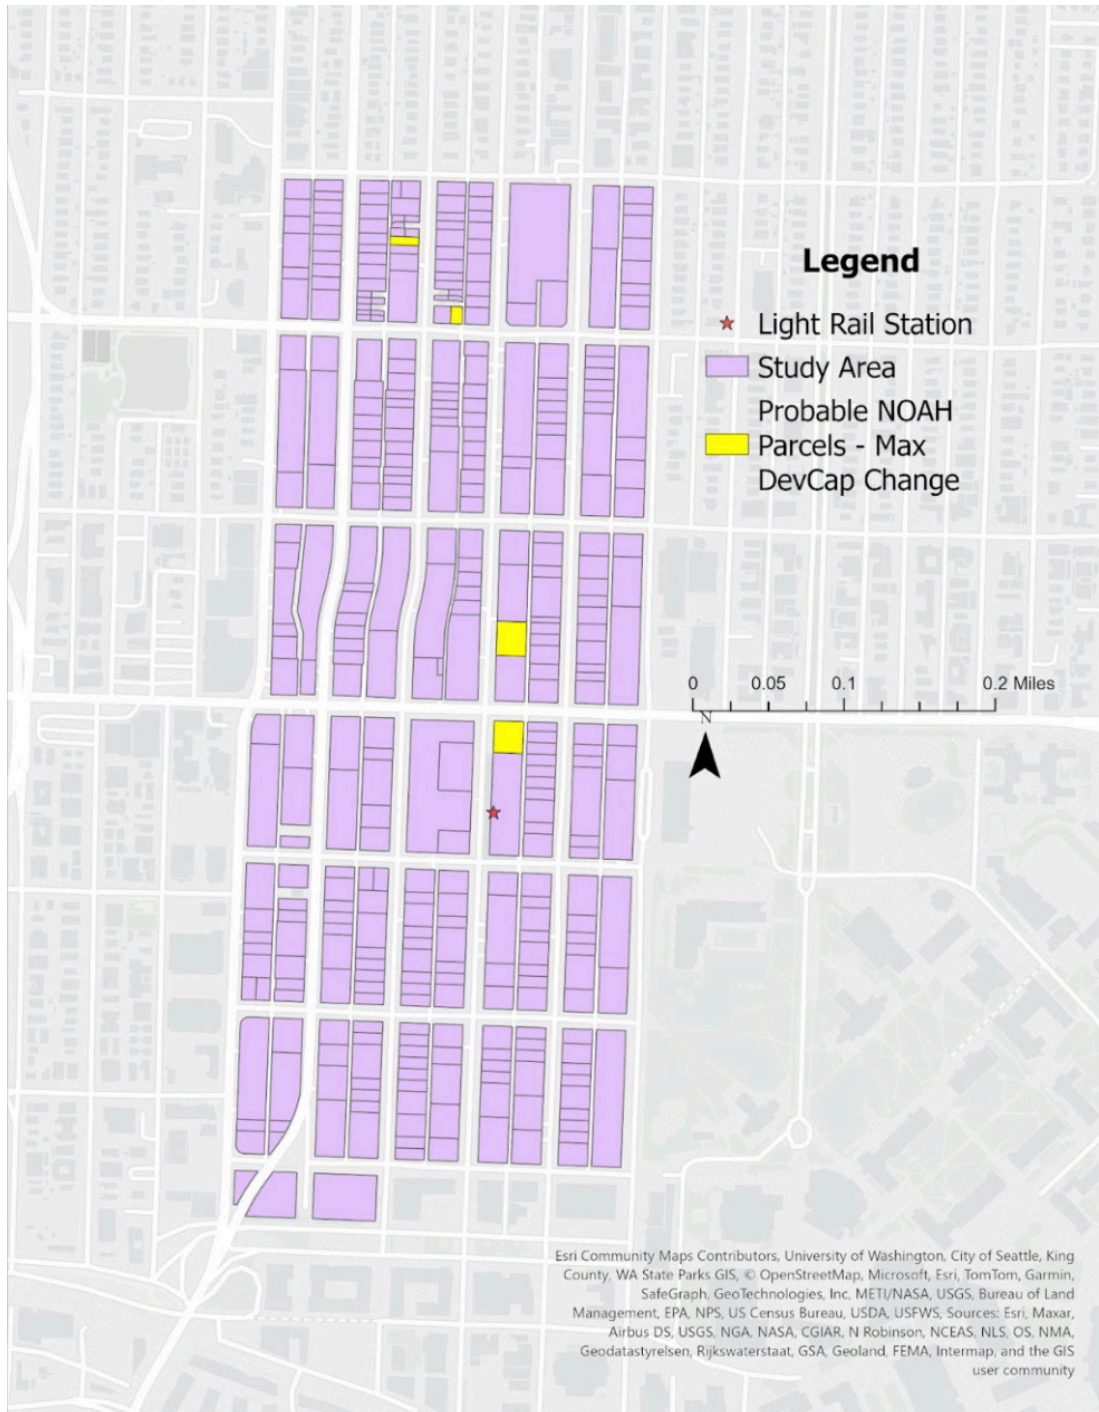 Legend
Light Rail Station
Study Area
Probable NOAH
Parcels - Max
DevCap Change
0 0.05 0.1 0.2 Miles
N
Esri Community Maps Contributors, University of Washington, City of Seattle, King
County, WA State Parks GIS, © OpenStreetMap, Microsoft, Esri, TomTom, Garmin,
SafeGraph, GeoTechnologies, Inc, METI/NASA, USGS, Bureau of Land
Management, EPA, NPS, US Census Bureau, USDA, USFWS, Sources: Esri, Maxar,
Airbus DS, USGS, NGA, NASA, CGIAR, N Robinson, NCEAS, NLS, OS, NMA,
Geodatastyrelsen, Rijkswaterstaat, GSA, Geoland, FEMA, Intermap, and the GIS
user community